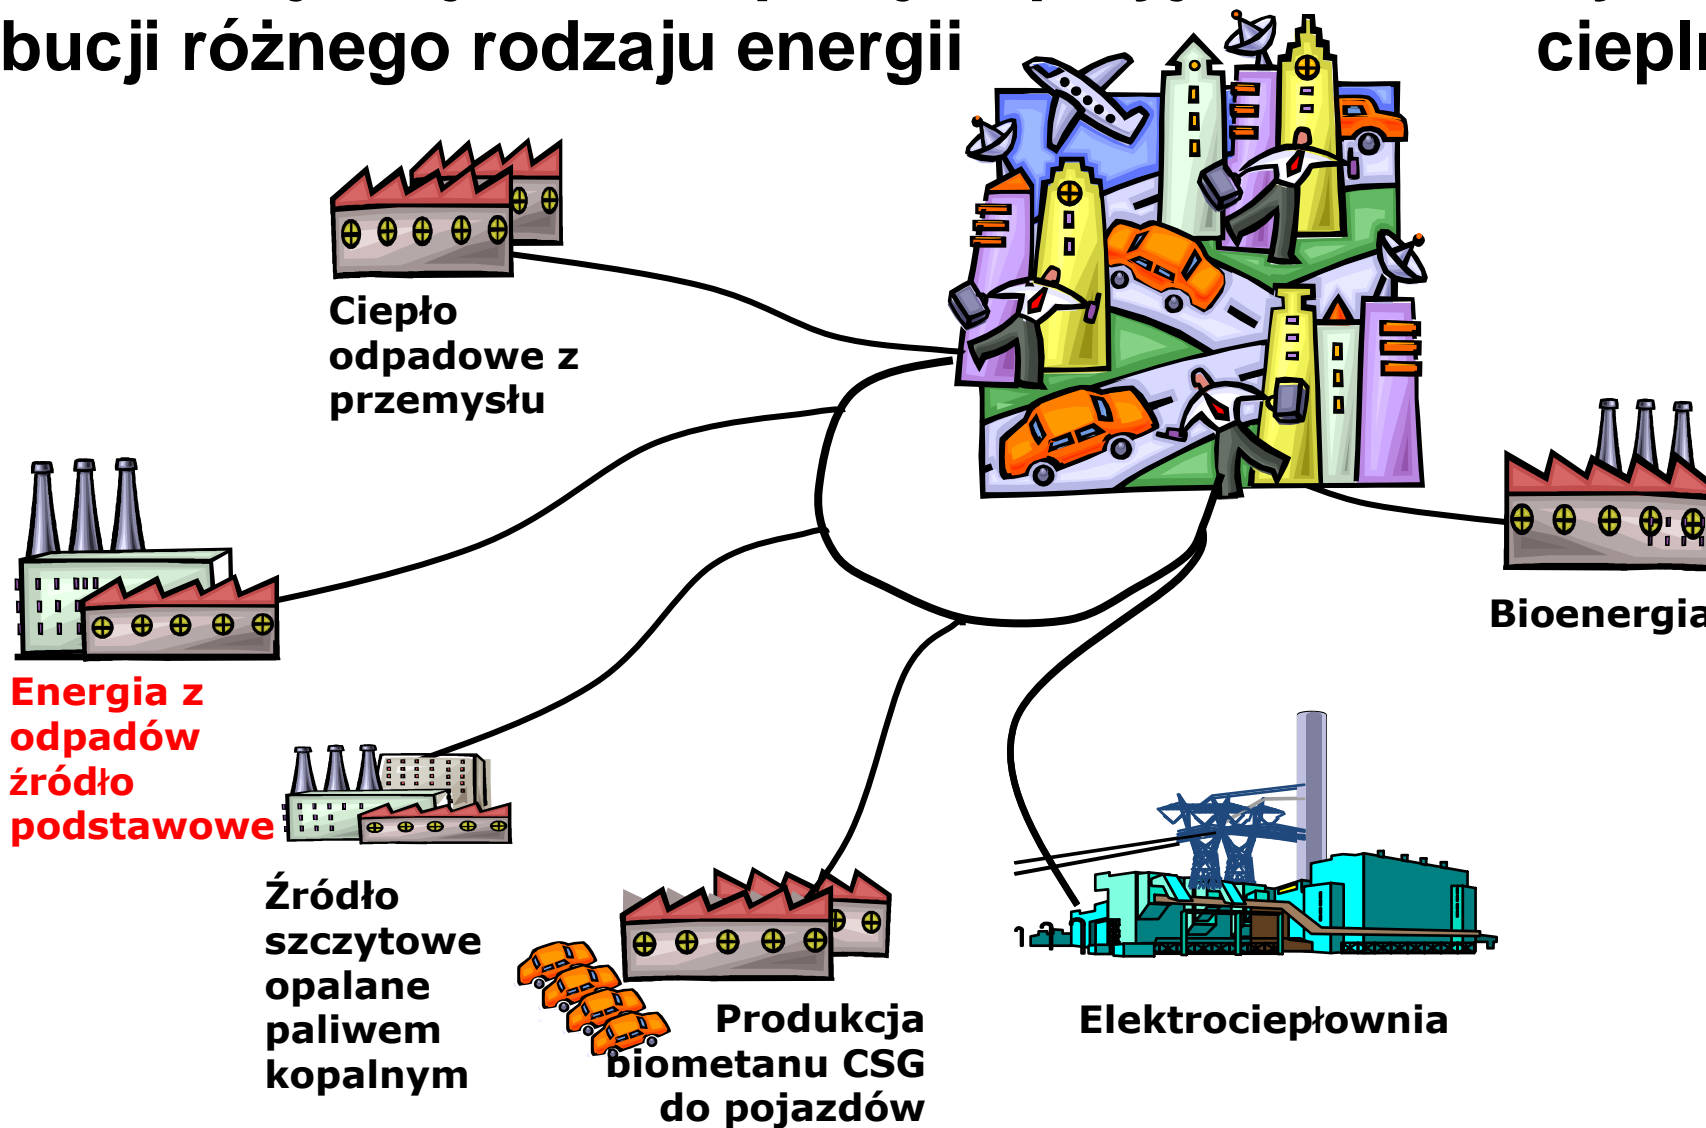 bucji różnego rodzaju energii
Ciepło
odpadowe z
przemysłu
Bioenergia
Energia z
odpadów
źródło
podstawowe
Źródło
szczytowe
opalane
paliwem
kopalnym
Produkcja
biometanu CSG
do pojazdów
Elektrociepłownia